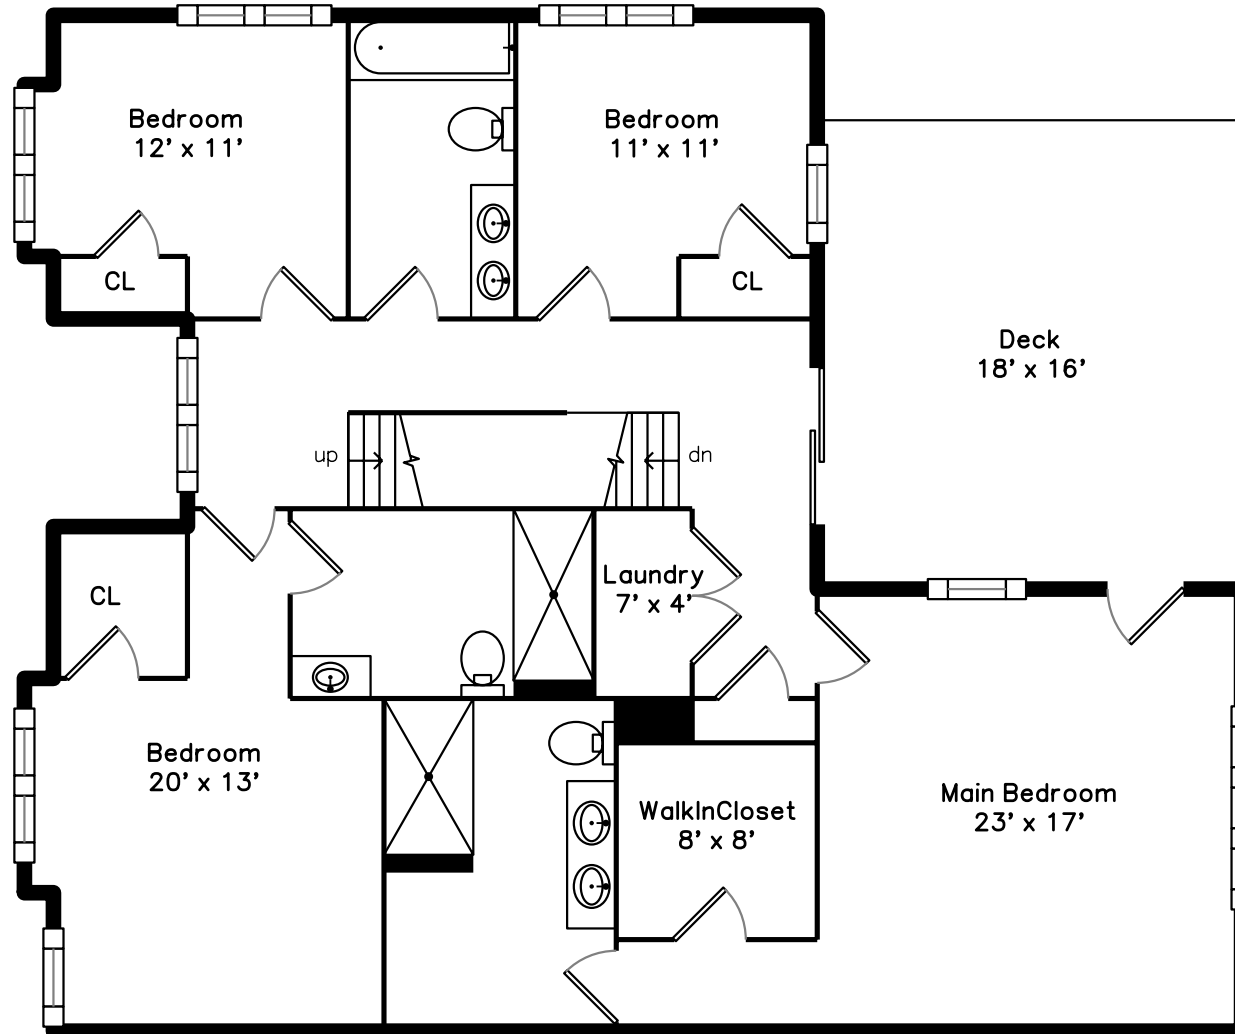 Bedroom
12' x 11'
Bedroom
11' x 11'
CL
CL
Deck
18' x 16'
up
dn
CL
Laundry
7' x 4'
Bedroom
20' x 13'
WalkInCloset
8' x 8'
Main Bedroom
23' x 17'